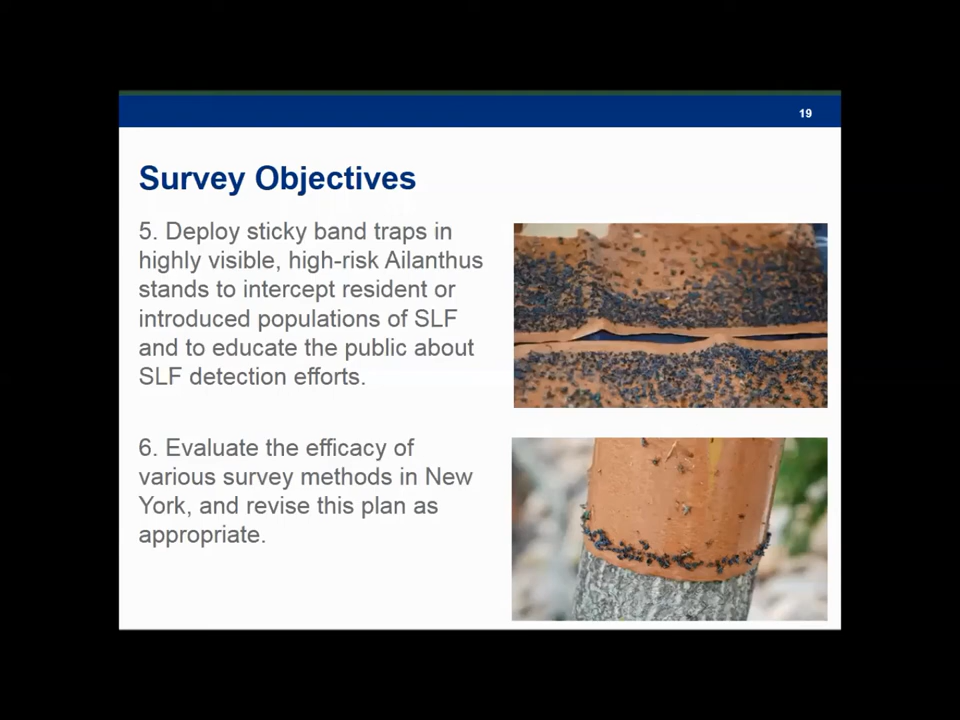 19
Survey Objectives
5. Deploy sticky band traps in
highly visible, high-risk Ailanthus
stands to intercept resident or
introduced populations of SLF
and to educate the public about
SLF detection efforts.
6. Evaluate the efficacy of
various survey methods in New
York, and revise this plan as
appropriate.